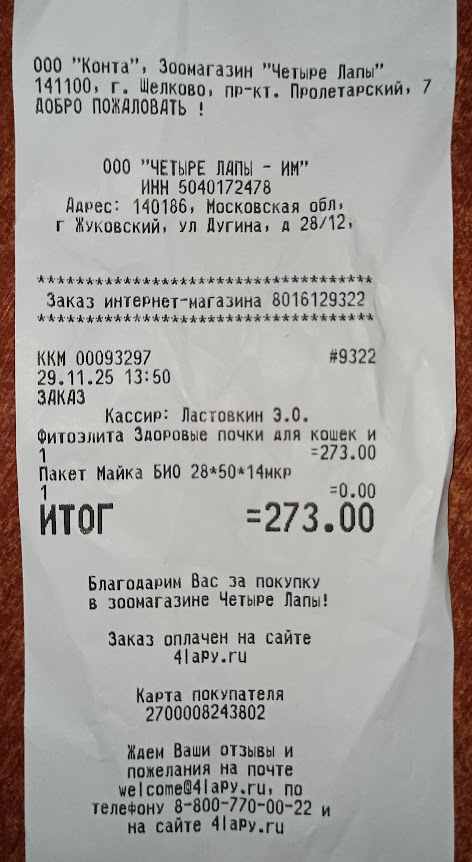 ООО "Конта", Зоомагазин "Четыре Лапы"
141100, г. Щелково, пр-кт. Пролетарский, 7
ДОБРО ПОЖАЛОВАТЬ !
ООО "ЧЕТЫРЕ ЛАПЫ - ИМ"
ИНН 5040172478
Адрес: 140186, Московская обл,
г Жуковский, ул Дугина, д 28/12,
************************************
Заказ интернет-магазина 8016129322
************************************
ККМ 00093297 #9322
29.11.25 13:50
ЗАКАЗ
Кассир: Ластовкин Э.О.
Фитоэлита Здоровые почки для кошек и
1 =273.00
Пакет Майка БИО 28*50*14мкр
1 =0.00
ИТОГ =273.00
Благодарим Вас за покупку
в зоомагазине Четыре Лапы!
Заказ оплачен на сайте
4lapy.ru
Карта покупателя
2700008243802
Ждем Ваши отзывы и
пожелания на почте
welcome@4lapy.ru, по
телефону 8-800-770-00-22 и
на сайте 4lapy.ru